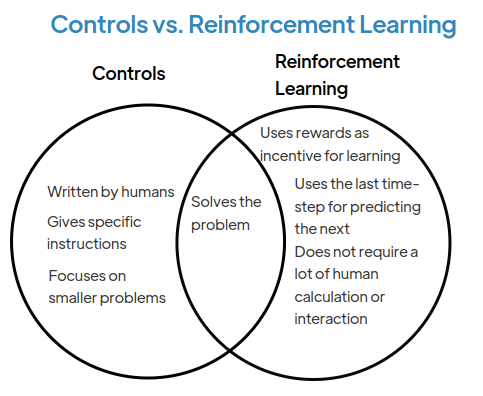 Controls vs. Reinforcement Learning
Controls
Reinforcement
Learning
Written by humans
Gives specific
instructions
Focuses on
smaller problems
Solves the
problem
Uses rewards as
incentive for learning
Uses the last time-
step for predicting
the next
Does not require a
lot of human
calculation or
interaction